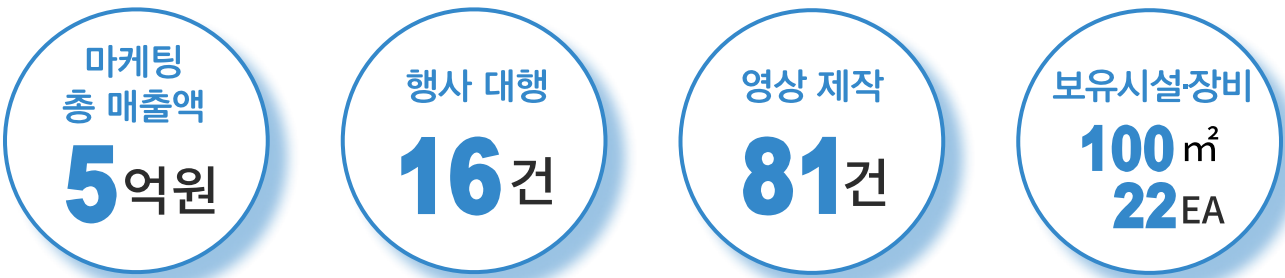 마케팅
총 매출액
5억원
행사 대행
16건
영상 제작
81건
보유시설·장비
100㎡
22EA